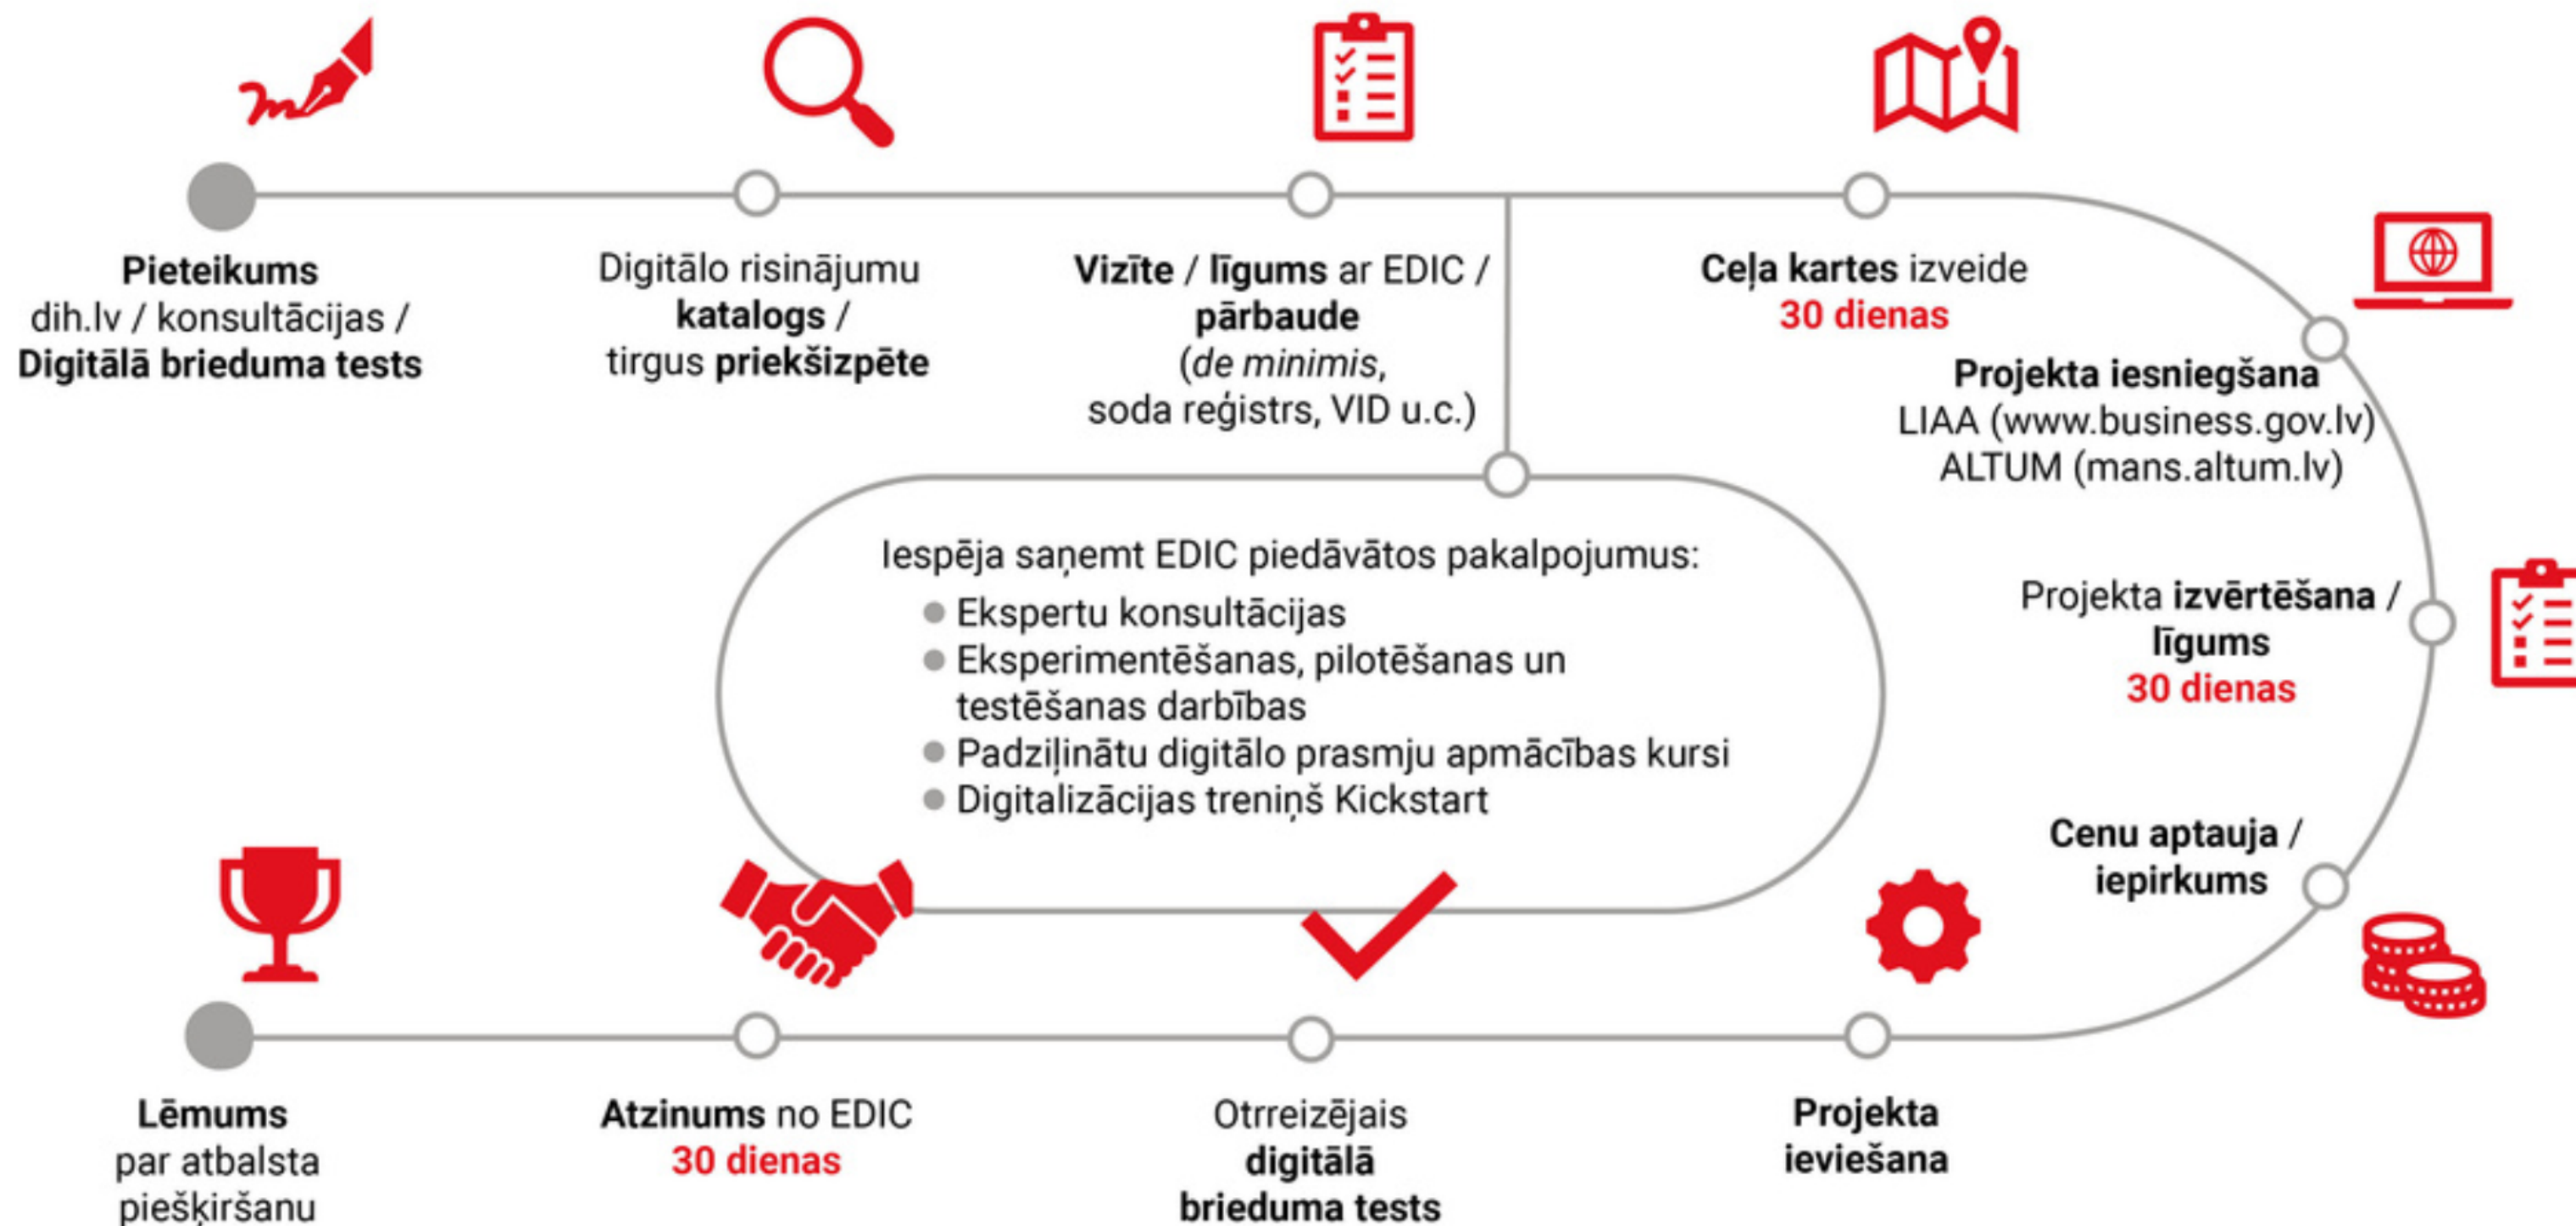 Pieteikums
dih.lv / konsultācijas /
Digitālā brieduma tests
Digitālo risinājumu
katalogs /
tirgus priekšizpēte
Vizīte / līgums ar EDIC /
pārbaude
(de minimis,
soda reģistrs, VID u.c.)
Ceļa kartes izveide
30 dienas
Projekta iesniegšana
LIAA (www.business.gov.lv)
ALTUM (mans.altum.lv)
Iespēja saņemt EDIC piedāvātos pakalpojumus:
Ekspertu konsultācijas
Eksperimentēšanas, pilotēšanas un
testēšanas darbības
Padziļinātu digitālo prasmju apmācības kursi
Digitalizācijas treniņš Kickstart
Projekta izvērtēšana /
līgums
30 dienas
Cenu aptauja /
iepirkums
Projekta
ieviešana
Otrreizējais
digitālā
brieduma tests
Atzinums no EDIC
30 dienas
Lēmums
par atbalsta
piešķiršanu